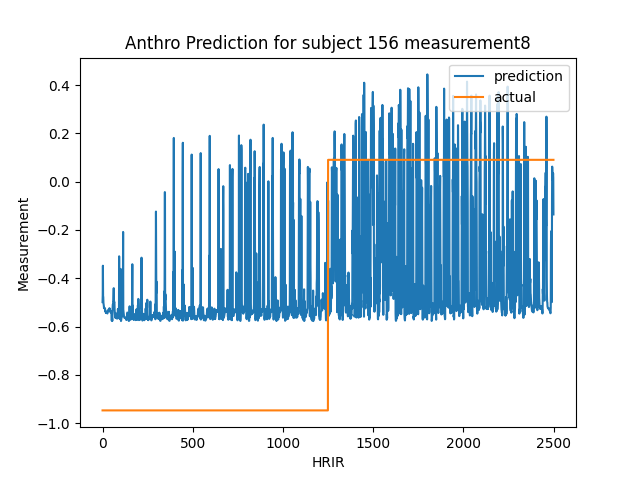 Anthro Prediction for subject 156 measurement8
prediction
actual
0.4
0.2
0.0
−0.2
−0.4
−0.6
−0.8
−1.0
Measurement
0
500
1000
1500
2000
2500
HRIR